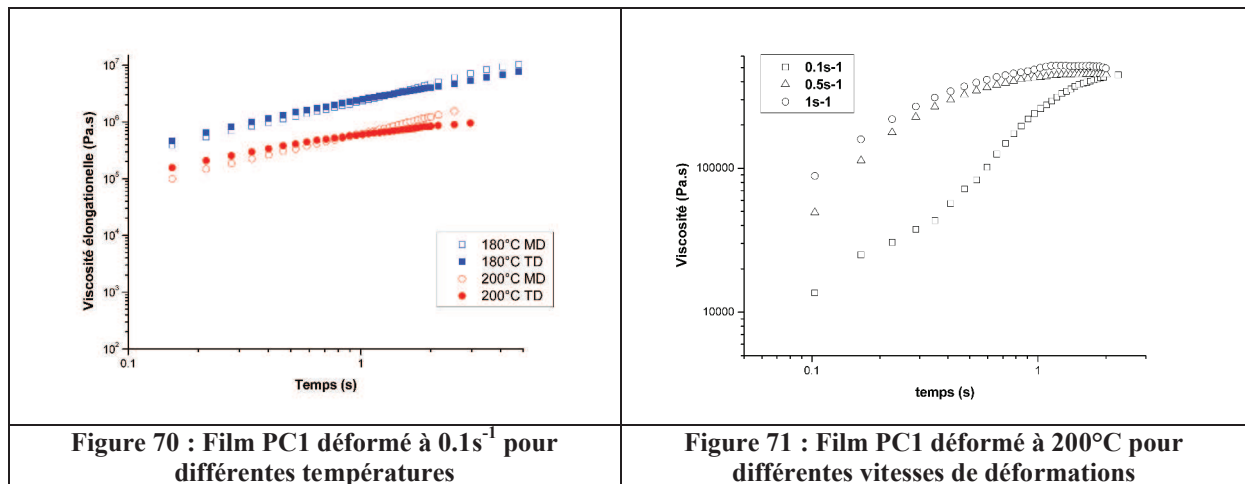 10⁷
10⁶
10⁵
10⁴
10³
10²
0.1
1
Viscosité élongationelle (Pa.s)
Temps (s)
180°C MD
180°C TD
200°C MD
200°C TD
100000
10000
0.1
1
Viscosité (Pa.s)
temps (s)
0.1s-1
0.5s-1
1s-1
Figure 70 : Film PC1 déformé à 0.1s⁻¹ pour
différentes températures
Figure 71 : Film PC1 déformé à 200°C pour
différentes vitesses de déformations